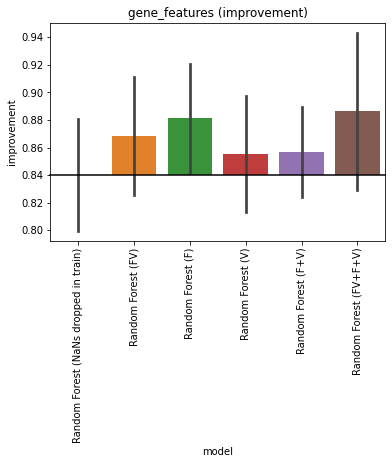 gene_features (improvement)
improvement
0.94
0.92
0.90
0.88
0.86
0.84
0.82
0.80
Random Forest (NaNs dropped in train)
Random Forest (FV)
Random Forest (F)
Random Forest (V)
Random Forest (F+V)
Random Forest (FV+F+V)
model